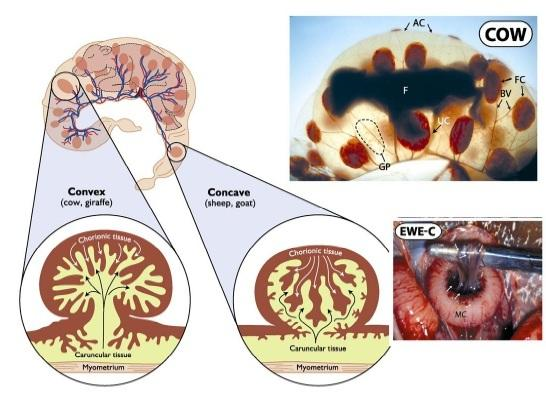 AC
COW
F
FC
BV
UC
GP
Convex
(cow, giraffe)
Concave
(sheep, goat)
EWE-C
MC
Chorionic tissue
Caruncular tissue
Myometrium
Chorionic tissue
Caruncular tissue
Myometrium